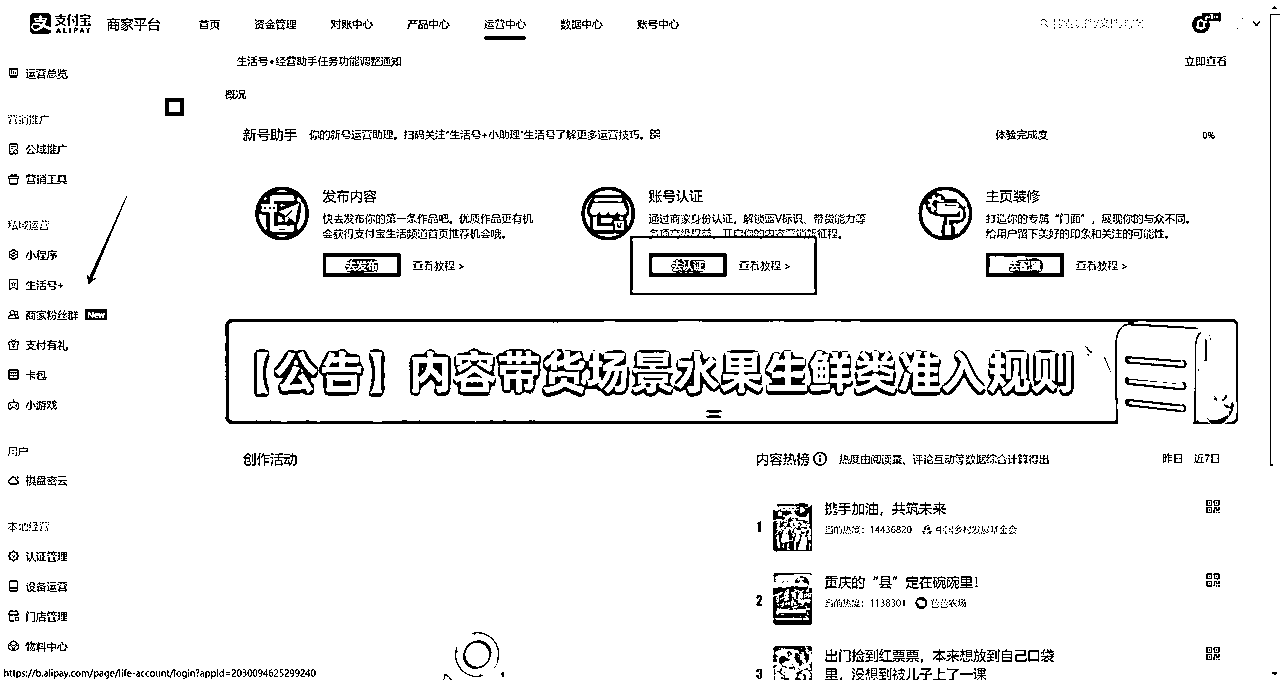 支付宝
ALIPAY
商家平台
首页
资金管理
对账中心
产品中心
运营中心
数据中心
账号中心
运营总览
生活号+经营助手任务功能调整通知
立即查看
概况
营销推广
新号助手
你的新号运营助理，扫码关注“生活号+小助理”生活号了解更多运营技巧。
体验完成度
0%
公域推广
营销工具
私域运营
小程序
生活号+
商家粉丝群 New
支付有礼
卡包
小游戏
用户
棋盘密云
本地经营
认证管理
设备运营
门店管理
物料中心
发布内容
快去发布你的第一条作品吧。优质作品更有机
会获得支付宝生活频道首页推荐机会哦。
去发布
查看教程 >
账号认证
通过商家身份认证，解锁蓝V标识、带货能力等
多项高级权益，开启你的内容营销新征程。
去认证
查看教程 >
主页装修
打造你的专属“门面”，展现你的与众不同。
给用户留下美好的印象和关注的可能性。
去配置
查看教程 >
【公告】内容带货场景水果生鲜类准入规则
创作活动
内容热榜
热度由阅读量、评论互动等数据综合计算得出
昨日
近7日
1
携手加油，共筑未来
当前热度：14436820
中国乡村发展基金会
2
重庆的“县”定在碗碗里！
当前热度：1138301
芭芭农场
3
出门捡到红票票，本来想放到自己口袋
里，没想到被儿子上了一课
https://b.alipay.com/page/life-account/login?appId=2030094625299240